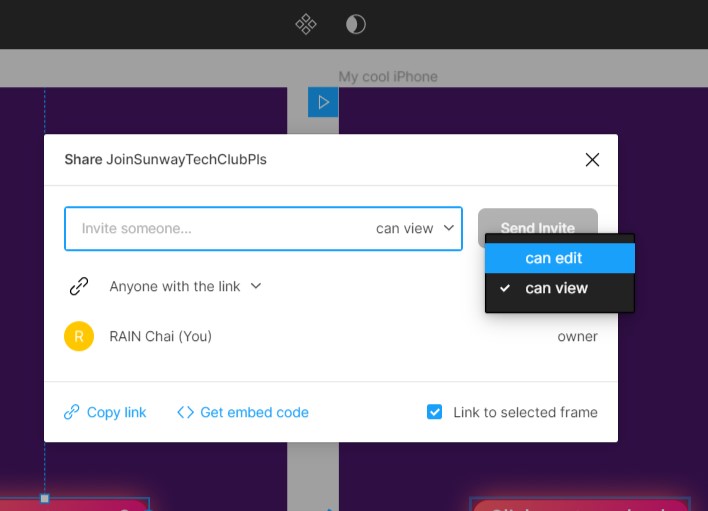 My cool iPhone
Share JoinSunwayTechClubPls
Invite someone...
can view
Send Invite
can edit
can view
Anyone with the link
R
RAIN Chai (You)
owner
Copy link
Get embed code
Link to selected frame